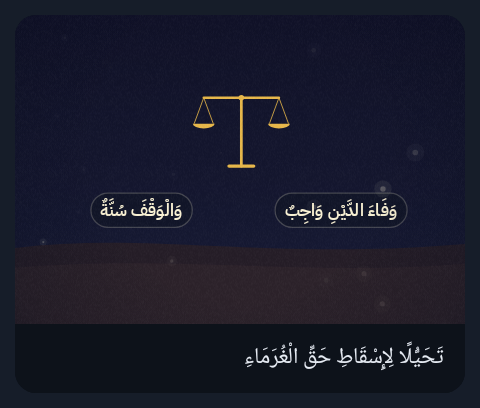 وَفَاءَ الدَّيْنِ وَاجِبٌ
وَالْوَقْفَ سُنَّةٌ
تَحَيُّلًا لِإِسْقَاطِ حَقِّ الْغُرَمَاءِ